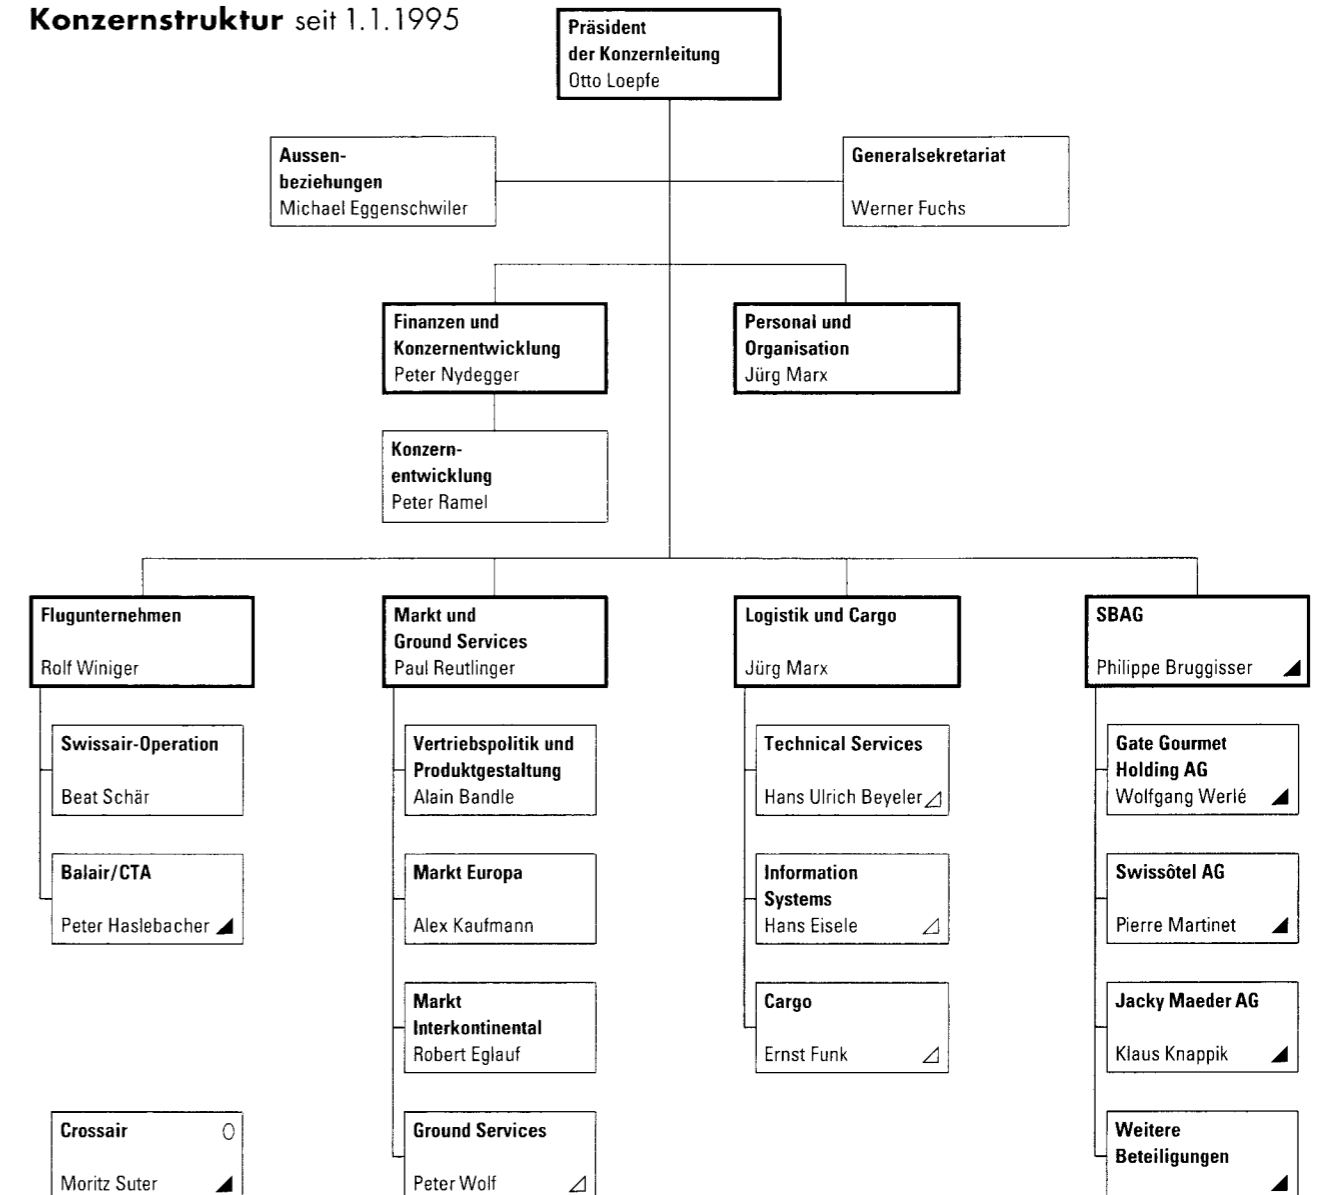 Konzernstruktur seit 1.1.1995
Präsident
der Konzernleitung
Otto Loepfe
Aussen-
beziehungen
Michael Eggenschwiler
Generalsekretariat
Werner Fuchs
Finanzen und
Konzernentwicklung
Peter Nydegger
Personal und
Organisation
Jürg Marx
Konzern-
entwicklung
Peter Ramel
Flugunternehmen
Rolf Winiger
Markt und
Ground Services
Paul Reutlinger
Logistik und Cargo
Jürg Marx
SBAG
Philippe Bruggisser
Swissair-Operation
Beat Schär
Balair/CTA
Peter Haslebacher
Crossair
Moritz Suter
Vertriebspolitik und
Produktgestaltung
Alain Bandle
Markt Europa
Alex Kaufmann
Markt
Interkontinental
Robert Eglauf
Ground Services
Peter Wolf
Technical Services
Hans Ulrich Beyeler
Information
Systems
Hans Eisele
Cargo
Ernst Funk
Gate Gourmet
Holding AG
Wolfgang Werlé
Swissôtel AG
Pierre Martinet
Jacky Maeder AG
Klaus Knappik
Weitere
Beteiligungen